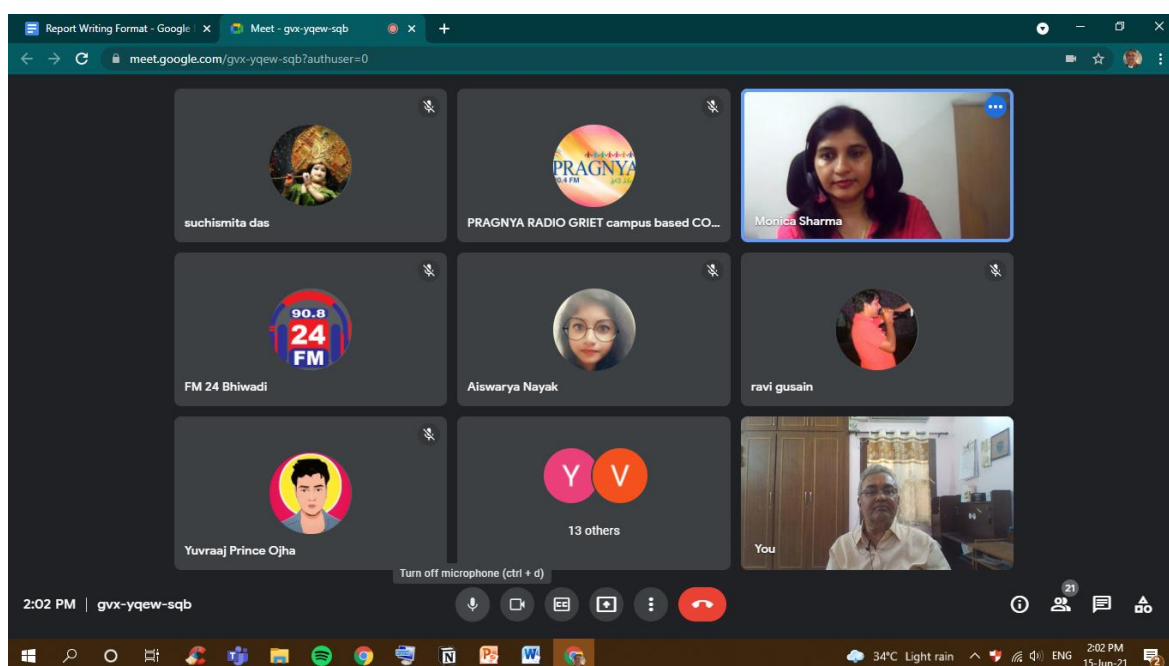 Report Writing Format - Google
Meet - gvx-yqew-sqb
meet.google.com/gvx-yqew-sqb?authuser=0
suchismita das
PRAGNYA
PRAGNYA RADIO GRIET campus based CO...
Monica Sharma
90.8
24
FM
FM 24 Bhiwadi
Aiswarya Nayak
ravi gusain
Yuvraaj Prince Ojha
Y V
13 others
You
Turn off microphone (ctrl + d)
2:02 PM | gvx-yqew-sqb
CC
21
34°C Light rain
ENG
2:02 PM
15-Jun-21